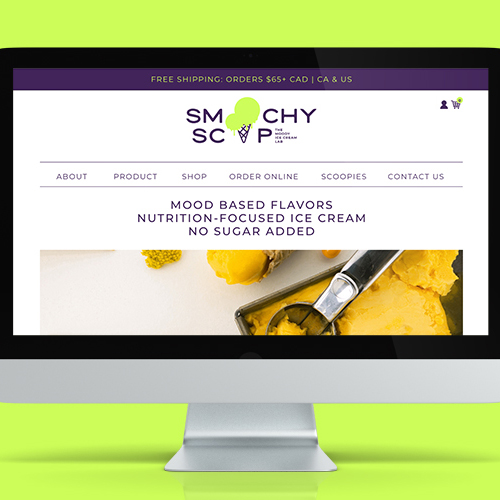 FREE SHIPPING: ORDERS $65+ CAD | CA & US
SMOOCHY
SCOOP
THE
MOODY
ICE CREAM
LAB
ABOUT PRODUCT SHOP ORDER ONLINE SCOOPIES CONTACT US
MOOD BASED FLAVORS
NUTRITION-FOCUSED ICE CREAM
NO SUGAR ADDED